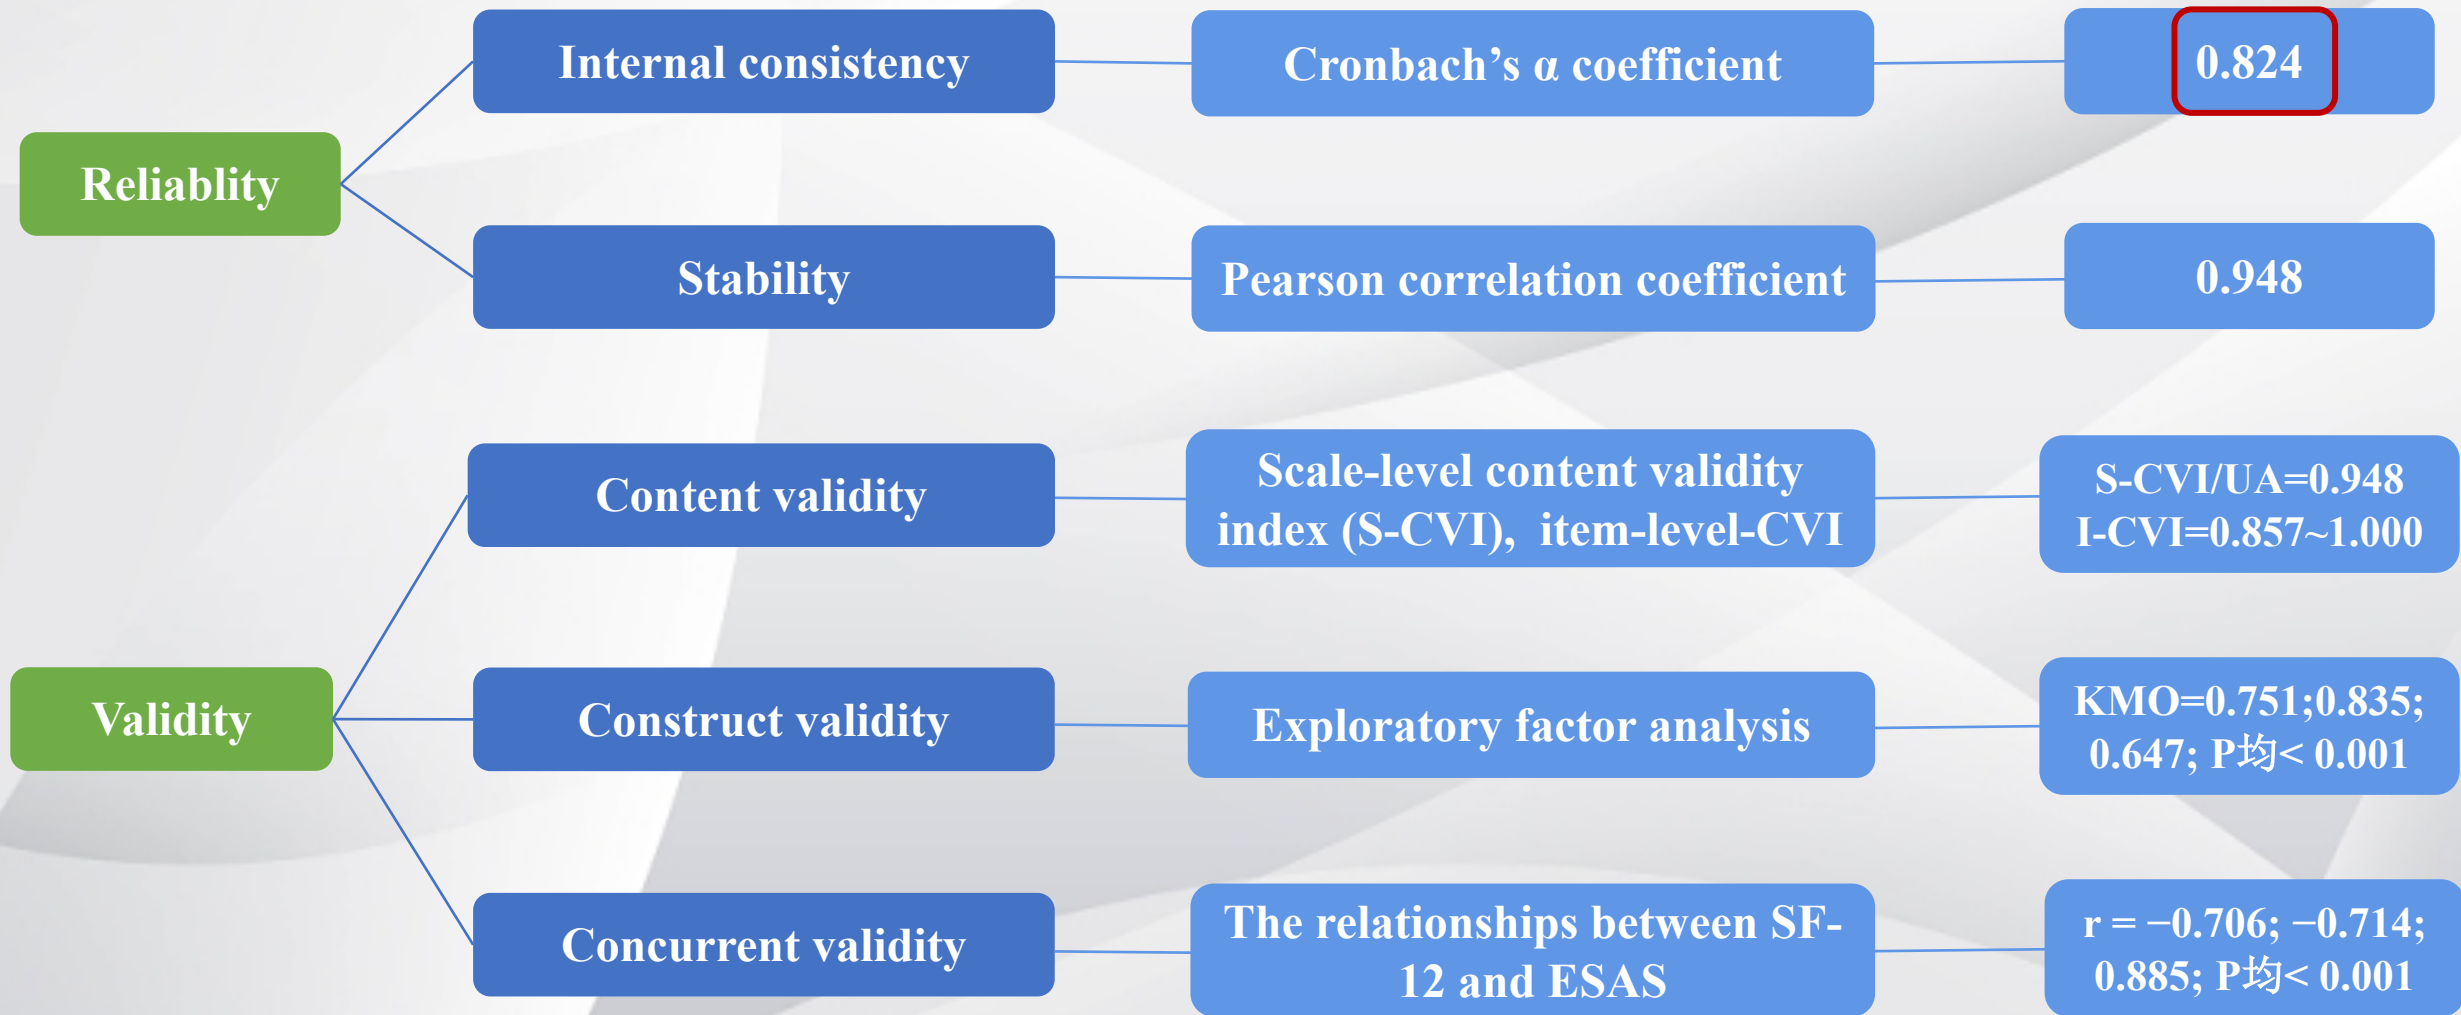 Internal consistency
Cronbach’s α coefficient
0.824
Reliablity
Stability
Pearson correlation coefficient
0.948
Content validity
Scale-level content validity
index (S-CVI), item-level-CVI
S-CVI/UA=0.948
I-CVI=0.857~1.000
Validity
Construct validity
Exploratory factor analysis
KMO=0.751;0.835;
0.647; P均< 0.001
Concurrent validity
The relationships between SF-
12 and ESAS
r = −0.706; −0.714;
0.885; P均< 0.001